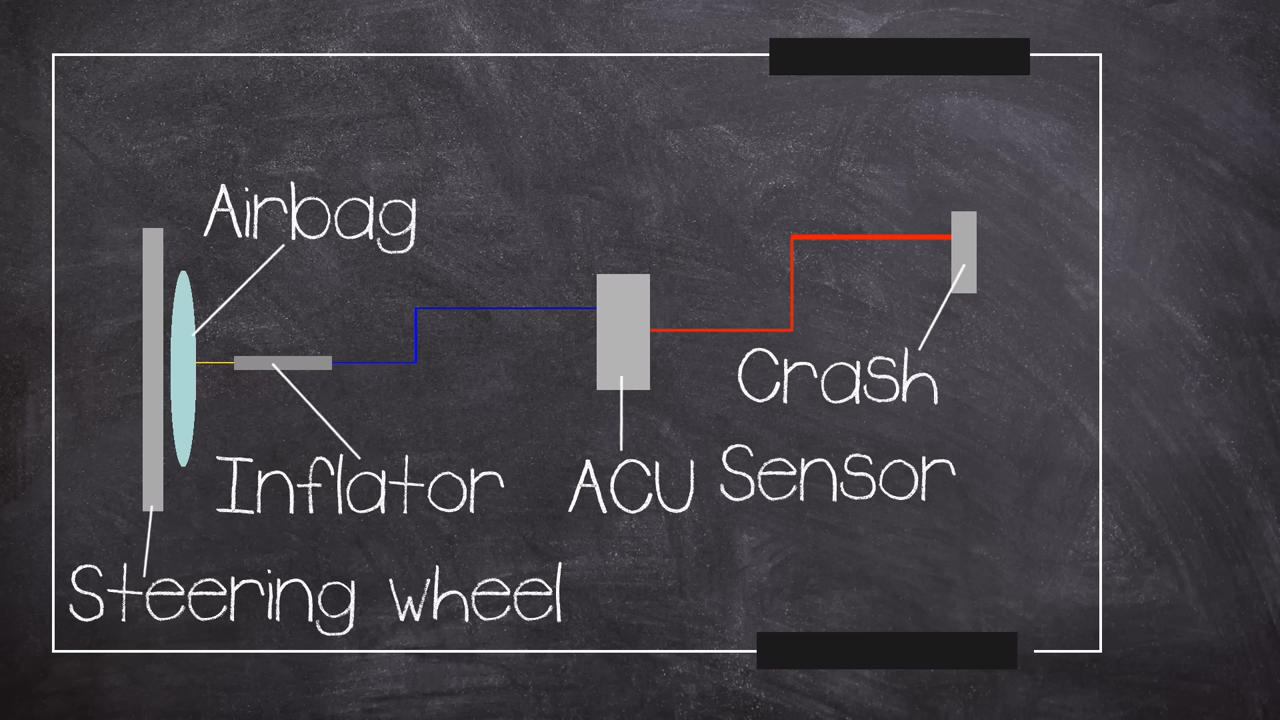 Airbag
Crash
Inflator
ACU
Sensor
Steering wheel